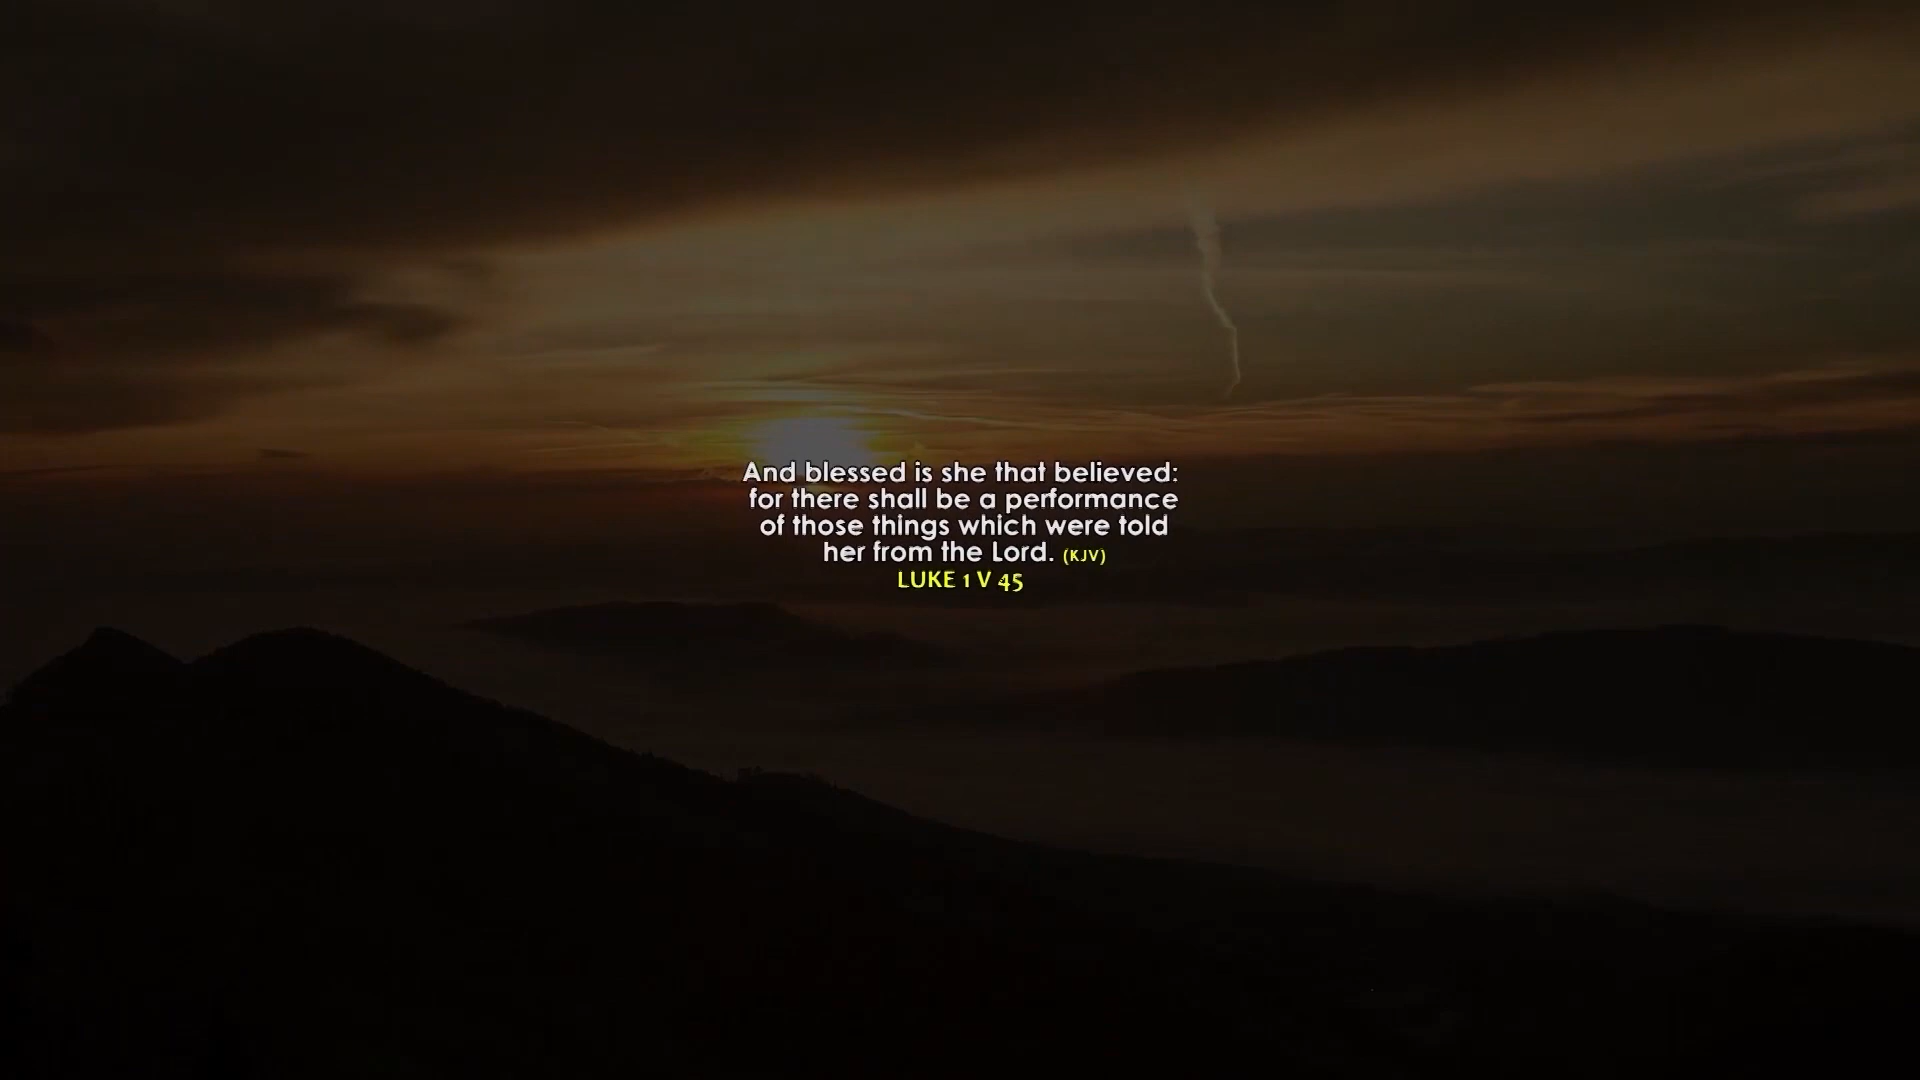 And blessed is she that believed:
for there shall be a performance
of those things which were told
her from the Lord. (KJV)
LUKE 1 V 45